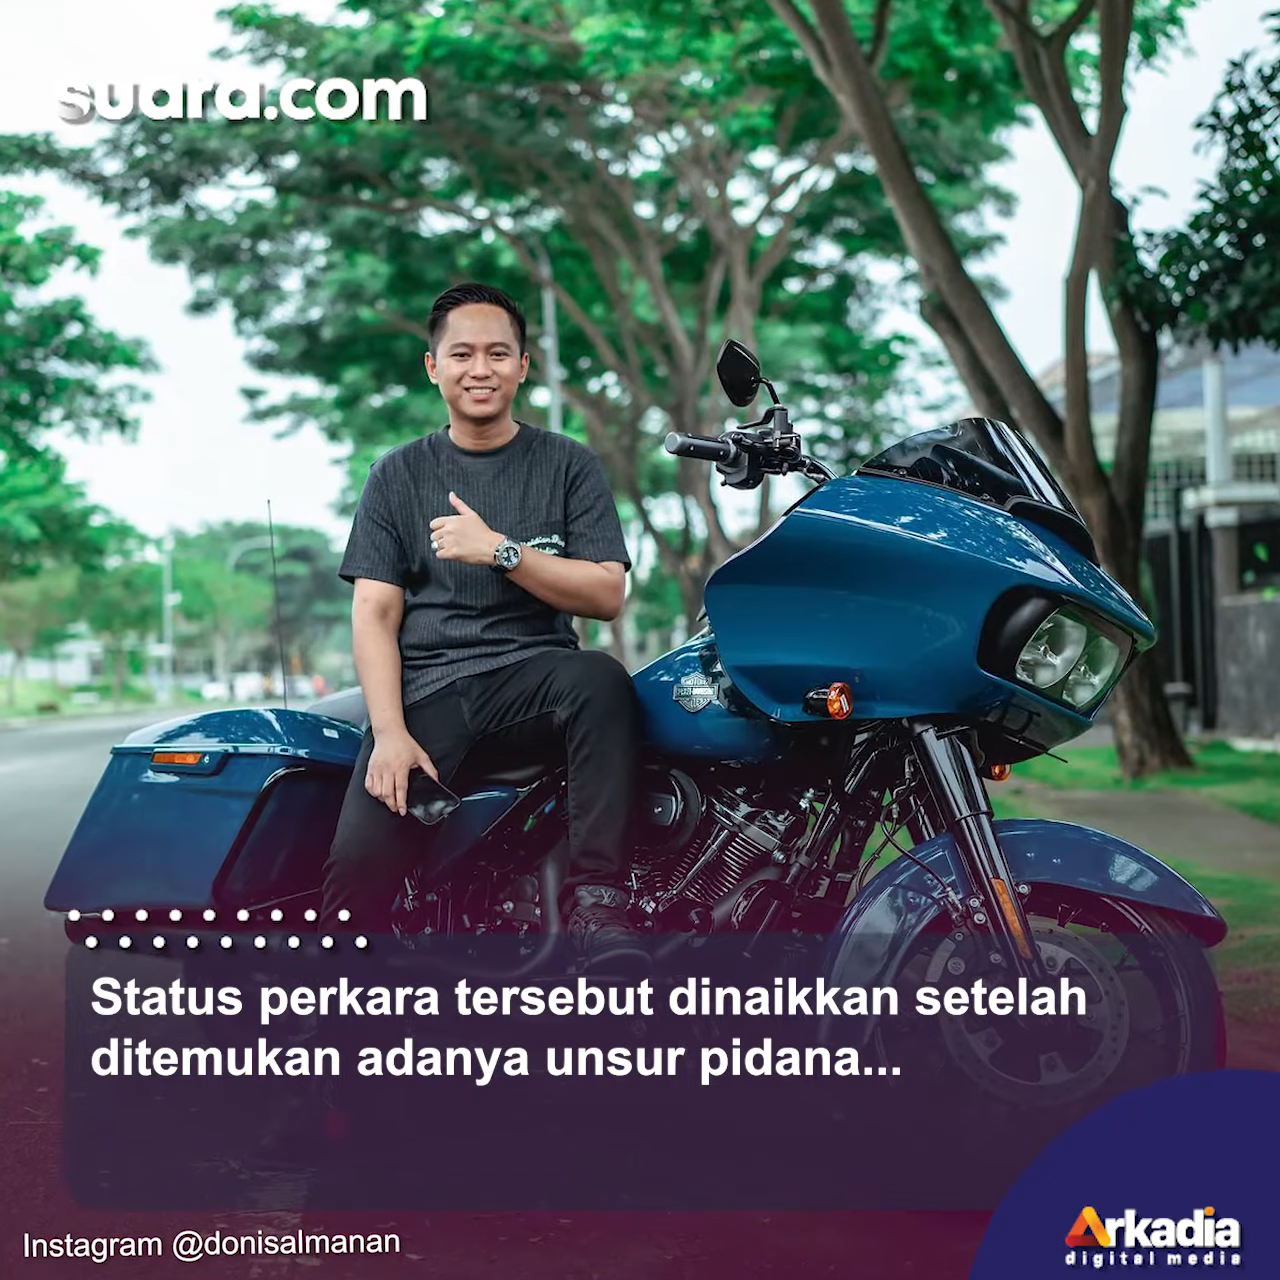 suara.com
Status perkara tersebut dinaikkan setelah
ditemukan adanya unsur pidana...
Instagram @donisalmanan
Arkadia
digital media